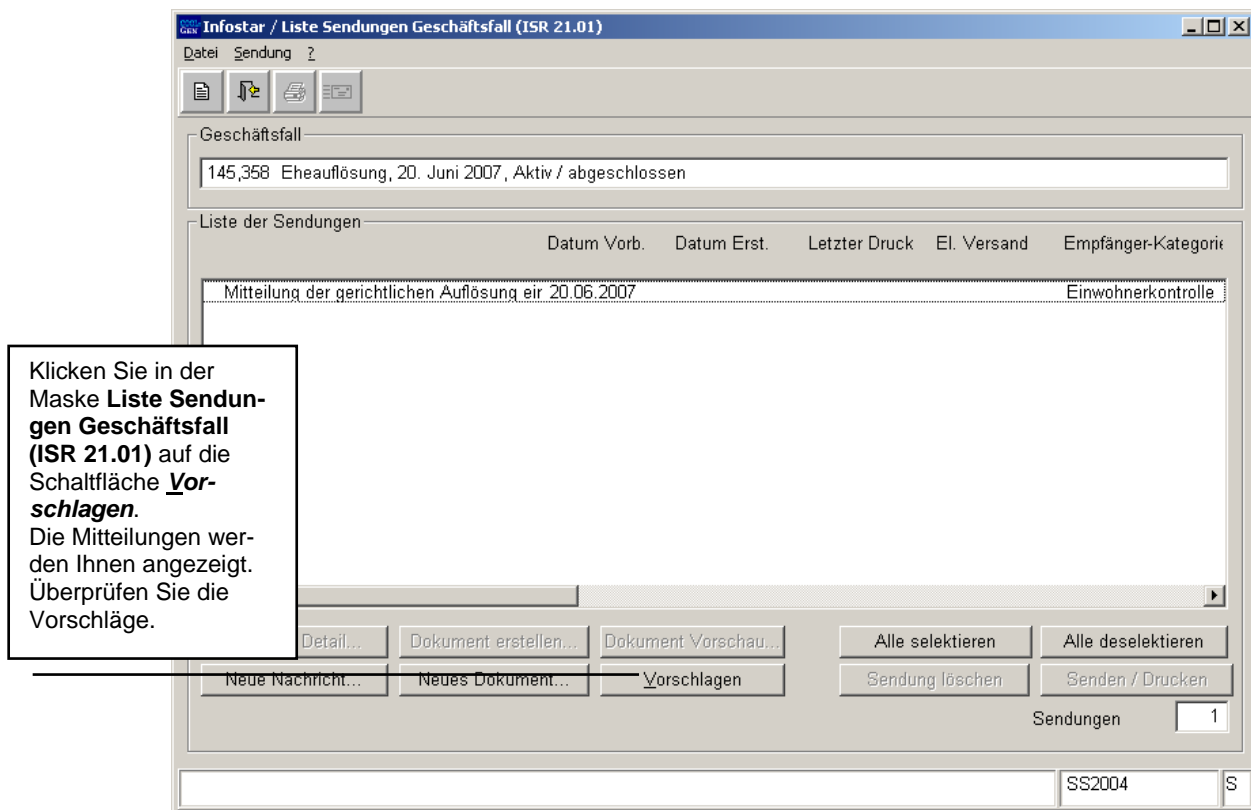 Infostar / Liste Sendungen Geschäftsfall (ISR 21.01)
Datei Sendung ?
Geschäftsfall
145,358 Eheauflösung, 20. Juni 2007, Aktiv / abgeschlossen
Liste der Sendungen
Datum Vorb. Datum Erst. Letzter Druck El. Versand Empfänger-Kategorie
Mitteilung der gerichtlichen Auflösung eir 20.06.2007 Einwohnerkontrolle
Klicken Sie in der
Maske Liste Sendun-
gen Geschäftsfall
(ISR 21.01) auf die
Schaltfläche Vor-
schlagen.
Die Mitteilungen wer-
den Ihnen angezeigt.
Überprüfen Sie die
Vorschläge.
Detail... Dokument erstellen... Dokument Vorschau... Alle selektieren Alle deselektieren
Neue Nachricht... Neues Dokument... Vorschlagen Sendung löschen Senden / Drucken
Sendungen 1
SS2004 S